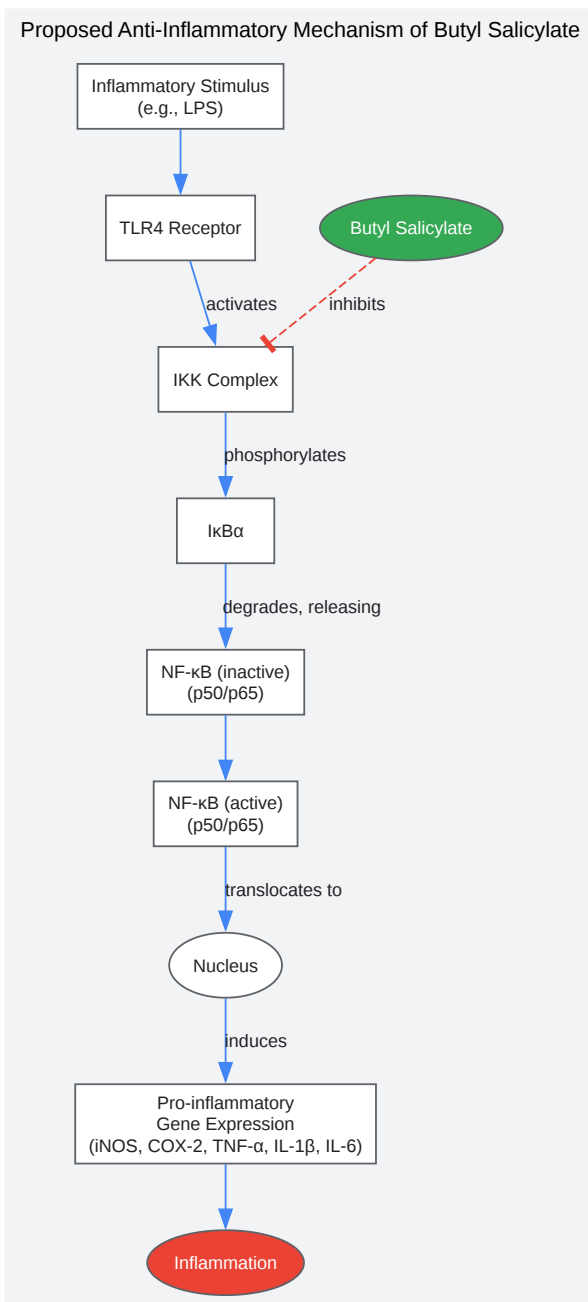 Proposed Anti-Inflammatory Mechanism of Butyl Salicylate
Inflammatory Stimulus
(e.g., LPS)
TLR4 Receptor
Butyl Salicylate
activates
inhibits
IKK Complex
phosphorylates
IκBα
degrades, releasing
NF-κB (inactive)
(p50/p65)
NF-κB (active)
(p50/p65)
translocates to
Nucleus
induces
Pro-inflammatory
Gene Expression
(iNOS, COX-2, TNF-α, IL-1β, IL-6)
Inflammation